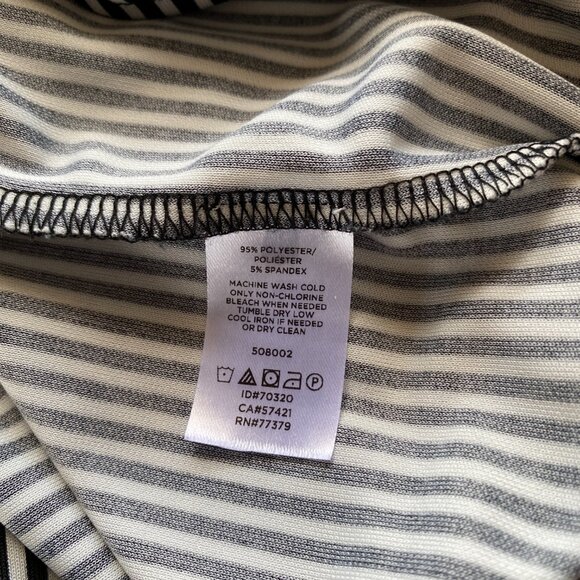 95% POLYESTER/
POLIÉSTER
5% SPANDEX
MACHINE WASH COLD
ONLY NON-CHLORINE
BLEACH WHEN NEEDED
TUMBLE DRY LOW
COOL IRON IF NEEDED
OR DRY CLEAN
508002
P
ID#70320
CA#57421
RN#77379